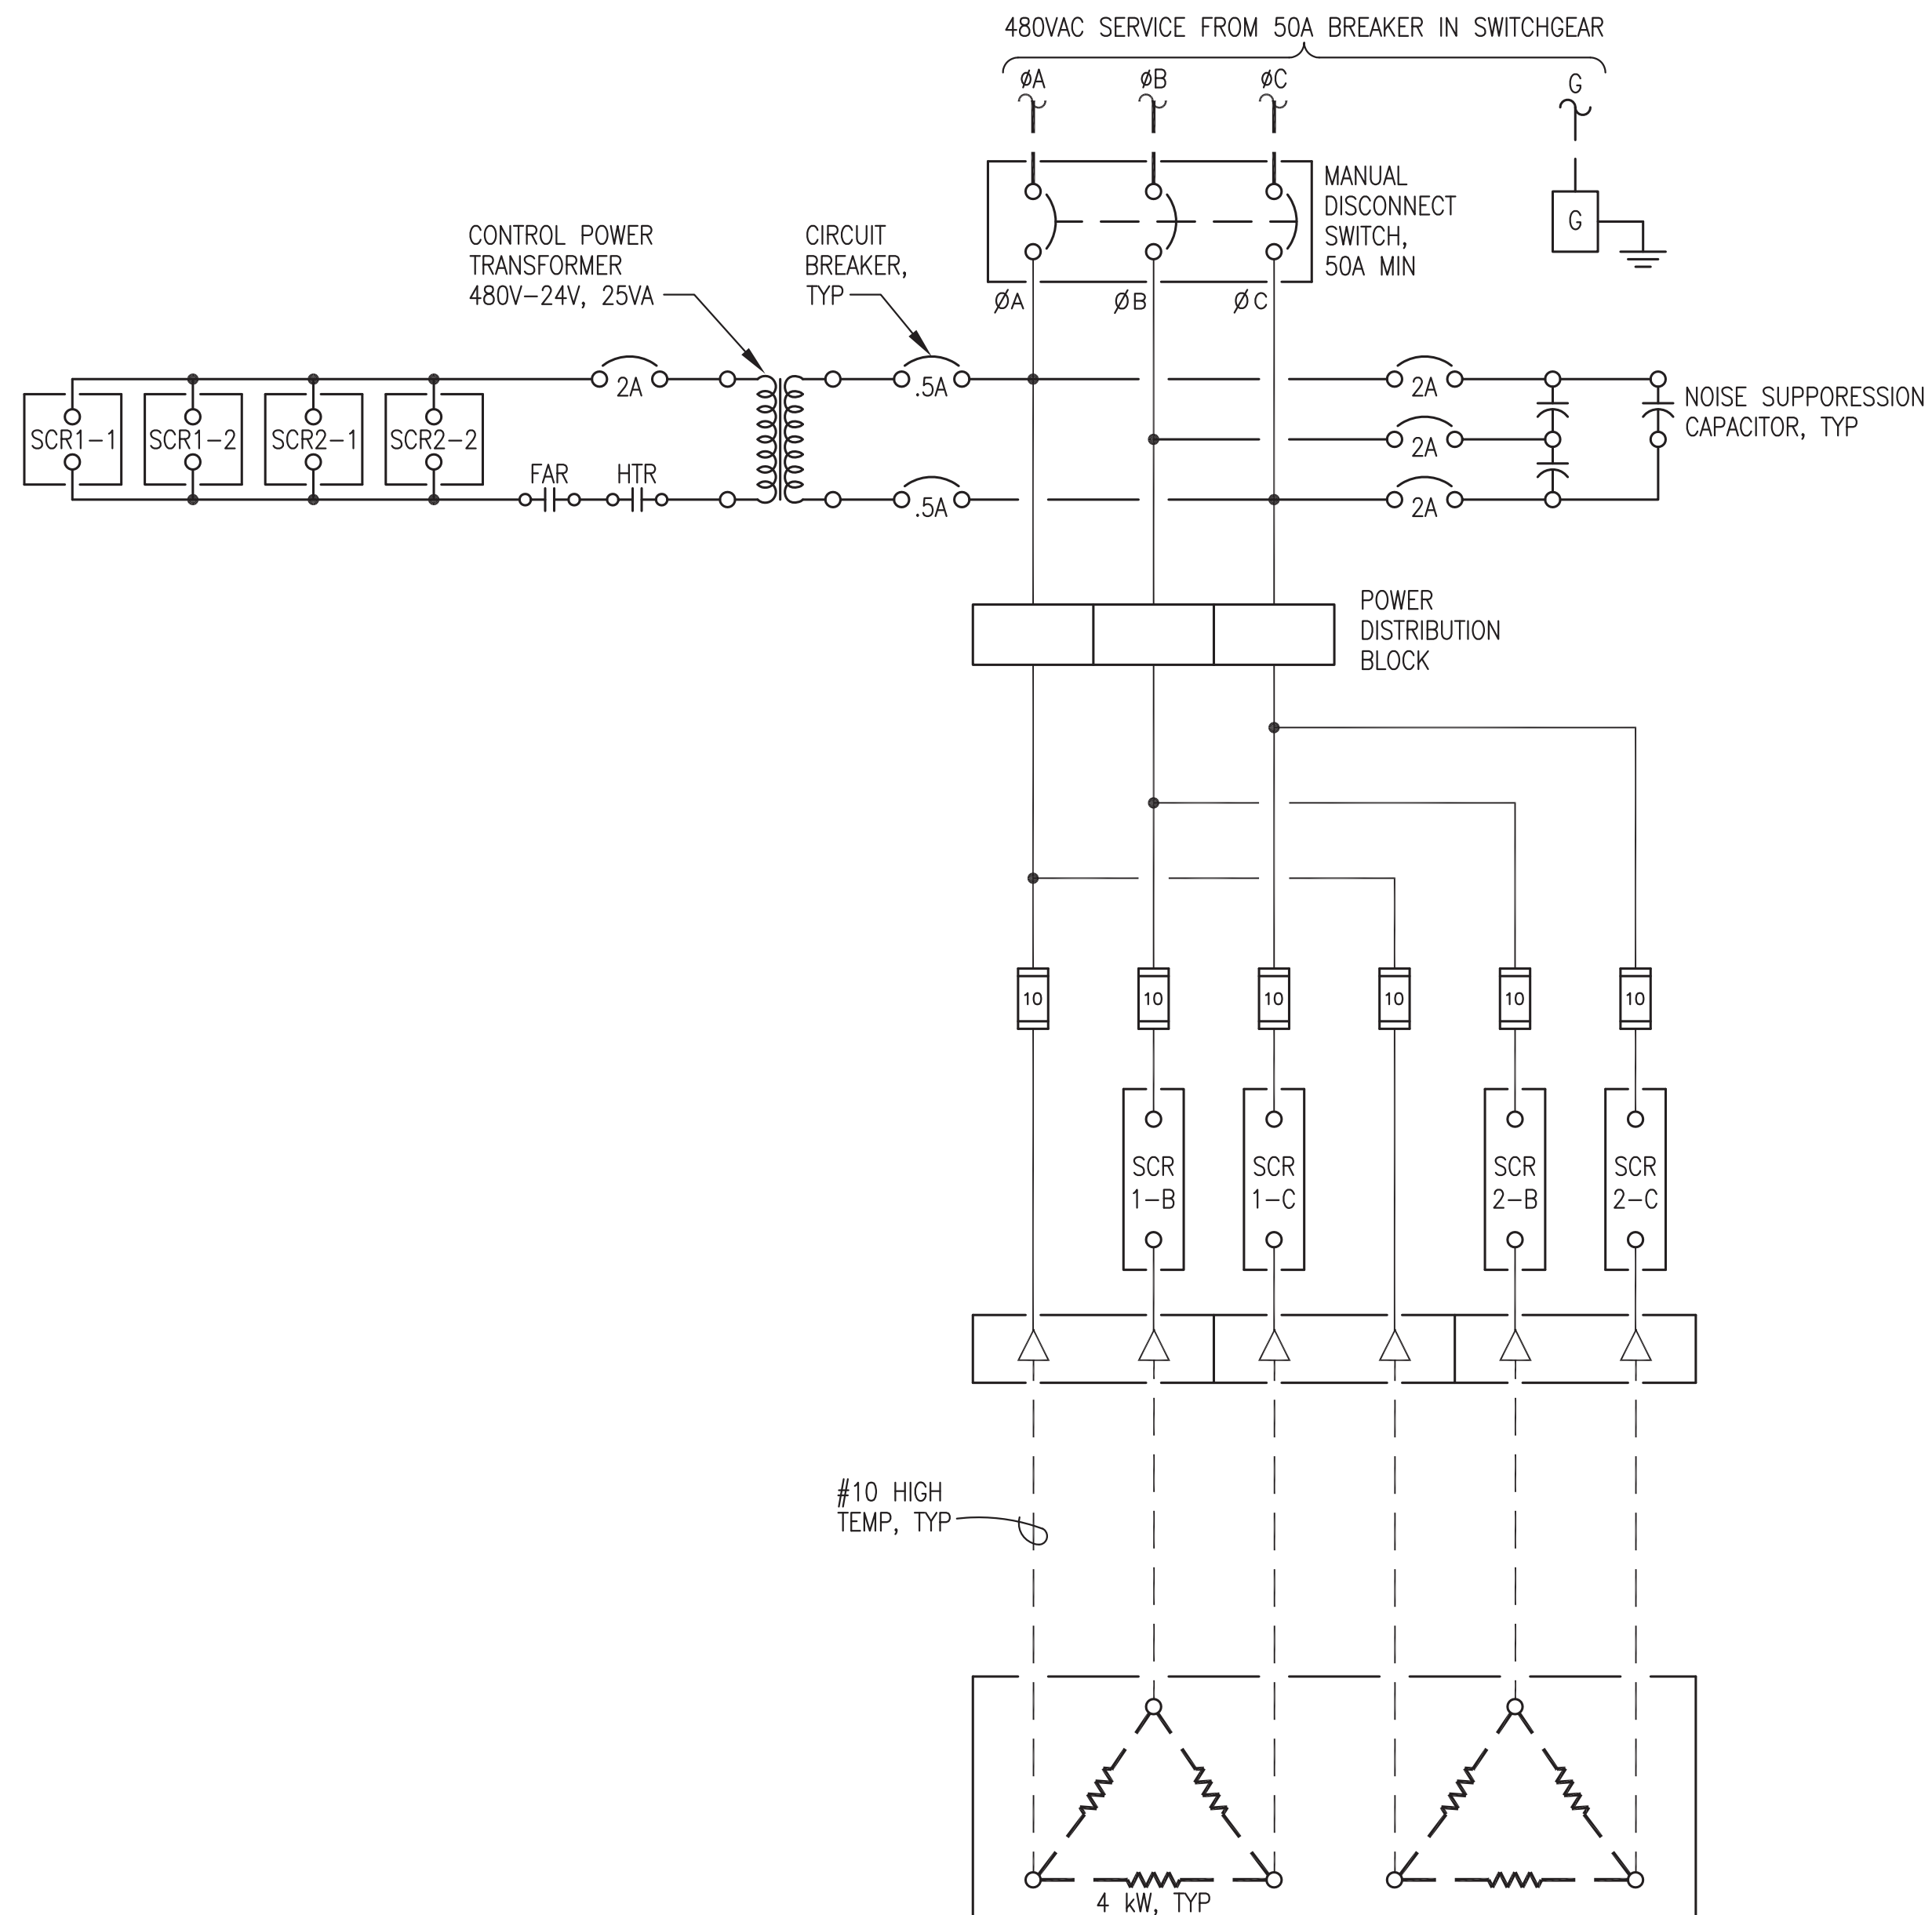 480VAC SERVICE FROM 50A BREAKER IN SWITCHGEAR
øA
øB
øC
G
MANUAL
DISCONNECT
SWITCH,
50A MIN
G
CONTROL POWER
TRANSFORMER
480V-24V, 25VA
CIRCUIT
BREAKER,
TYP
ØA
ØB
ØC
2A
.5A
2A
NOISE SUPPORESSION
CAPACITOR, TYP
SCR1-1
SCR1-2
SCR2-1
SCR2-2
2A
FAR
HTR
.5A
2A
POWER
DISTRIBUTION
BLOCK
10
10
10
10
10
10
SCR
1-B
SCR
1-C
SCR
2-B
SCR
2-C
#10 HIGH
TEMP, TYP
4 kW, TYP